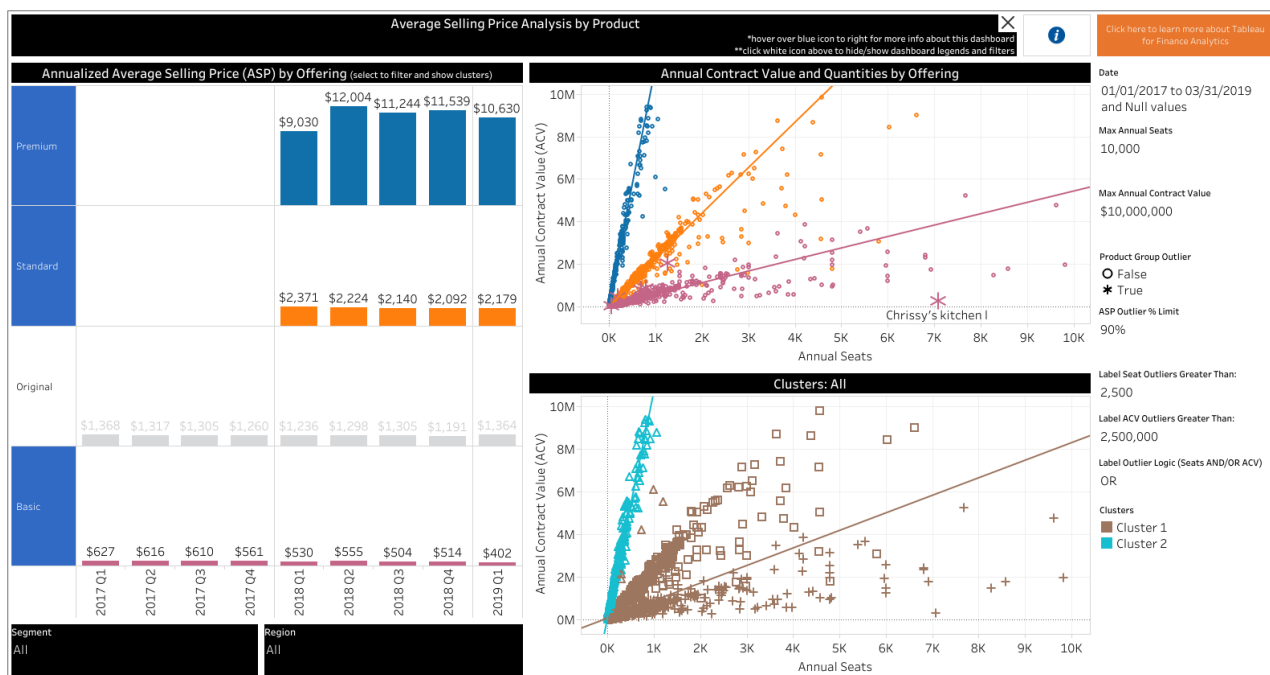 Average Selling Price Analysis by Product
*hover over blue icon to right for more info about this dashboard
**click white icon above to hide/show dashboard legends and filters
i
Click here to learn more about Tableau
for Finance Analytics
Annualized Average Selling Price (ASP) by Offering (select to filter and show clusters)
Premium
$9,030
$12,004
$11,244
$11,539
$10,630
Standard
$2,371
$2,224
$2,140
$2,092
$2,179
Original
$1,368
$1,317
$1,305
$1,260
$1,236
$1,298
$1,305
$1,191
$1,364
Basic
$627
$616
$610
$561
$530
$555
$504
$514
$402
2017 Q1
2017 Q2
2017 Q3
2017 Q4
2018 Q1
2018 Q2
2018 Q3
2018 Q4
2019 Q1
Segment
All
Region
All
Annual Contract Value and Quantities by Offering
Annual Contract Value (ACV)
10M
8M
6M
4M
2M
0M
Chrissy's kitchen I
0K
1K
2K
3K
4K
5K
6K
7K
8K
9K
10K
Annual Seats
Clusters: All
Annual Contract Value (ACV)
10M
8M
6M
4M
2M
0M
0K
1K
2K
3K
4K
5K
6K
7K
8K
9K
10K
Annual Seats
Date
01/01/2017 to 03/31/2019
and Null values
Max Annual Seats
10,000
Max Annual Contract Value
$10,000,000
Product Group Outlier
False
True
ASP Outlier % Limit
90%
Label Seat Outliers Greater Than:
2,500
Label ACV Outliers Greater Than:
2,500,000
Label Outlier Logic (Seats AND/OR ACV)
OR
Clusters
Cluster 1
Cluster 2